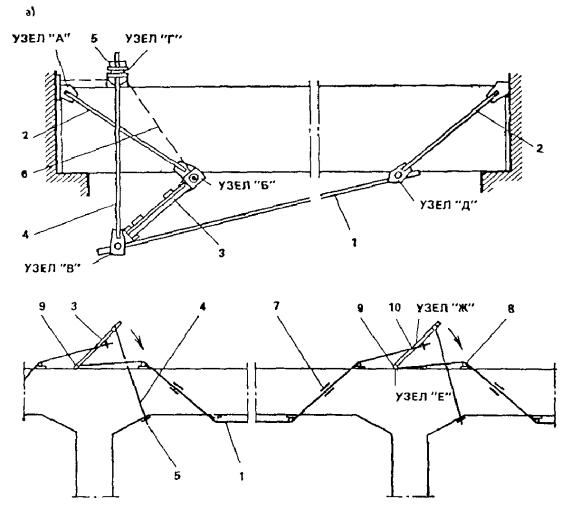 а)
УЗЕЛ "А"
5
УЗЕЛ "Г"
2
6
4
УЗЕЛ "Б"
УЗЕЛ "Д"
2
3
1
УЗЕЛ "В"
9
3
4
7
9
10
УЗЕЛ "Ж"
8
УЗЕЛ "Е"
5
1